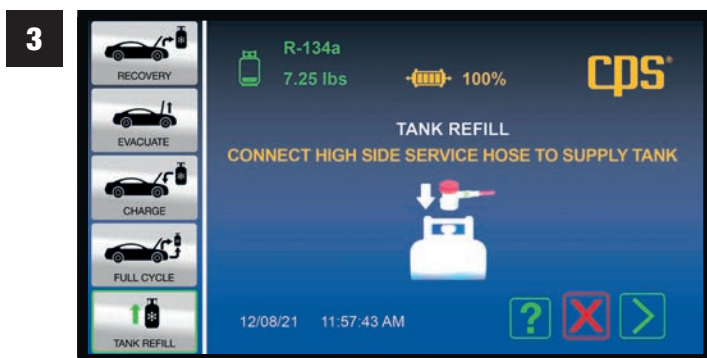 3
RECOVERY
EVACUATE
CHARGE
FULL CYCLE
TANK REFILL
R-134a
7.25 lbs
100%
cps®
TANK REFILL
CONNECT HIGH SIDE SERVICE HOSE TO SUPPLY TANK
12/08/21 11:57:43 AM
?